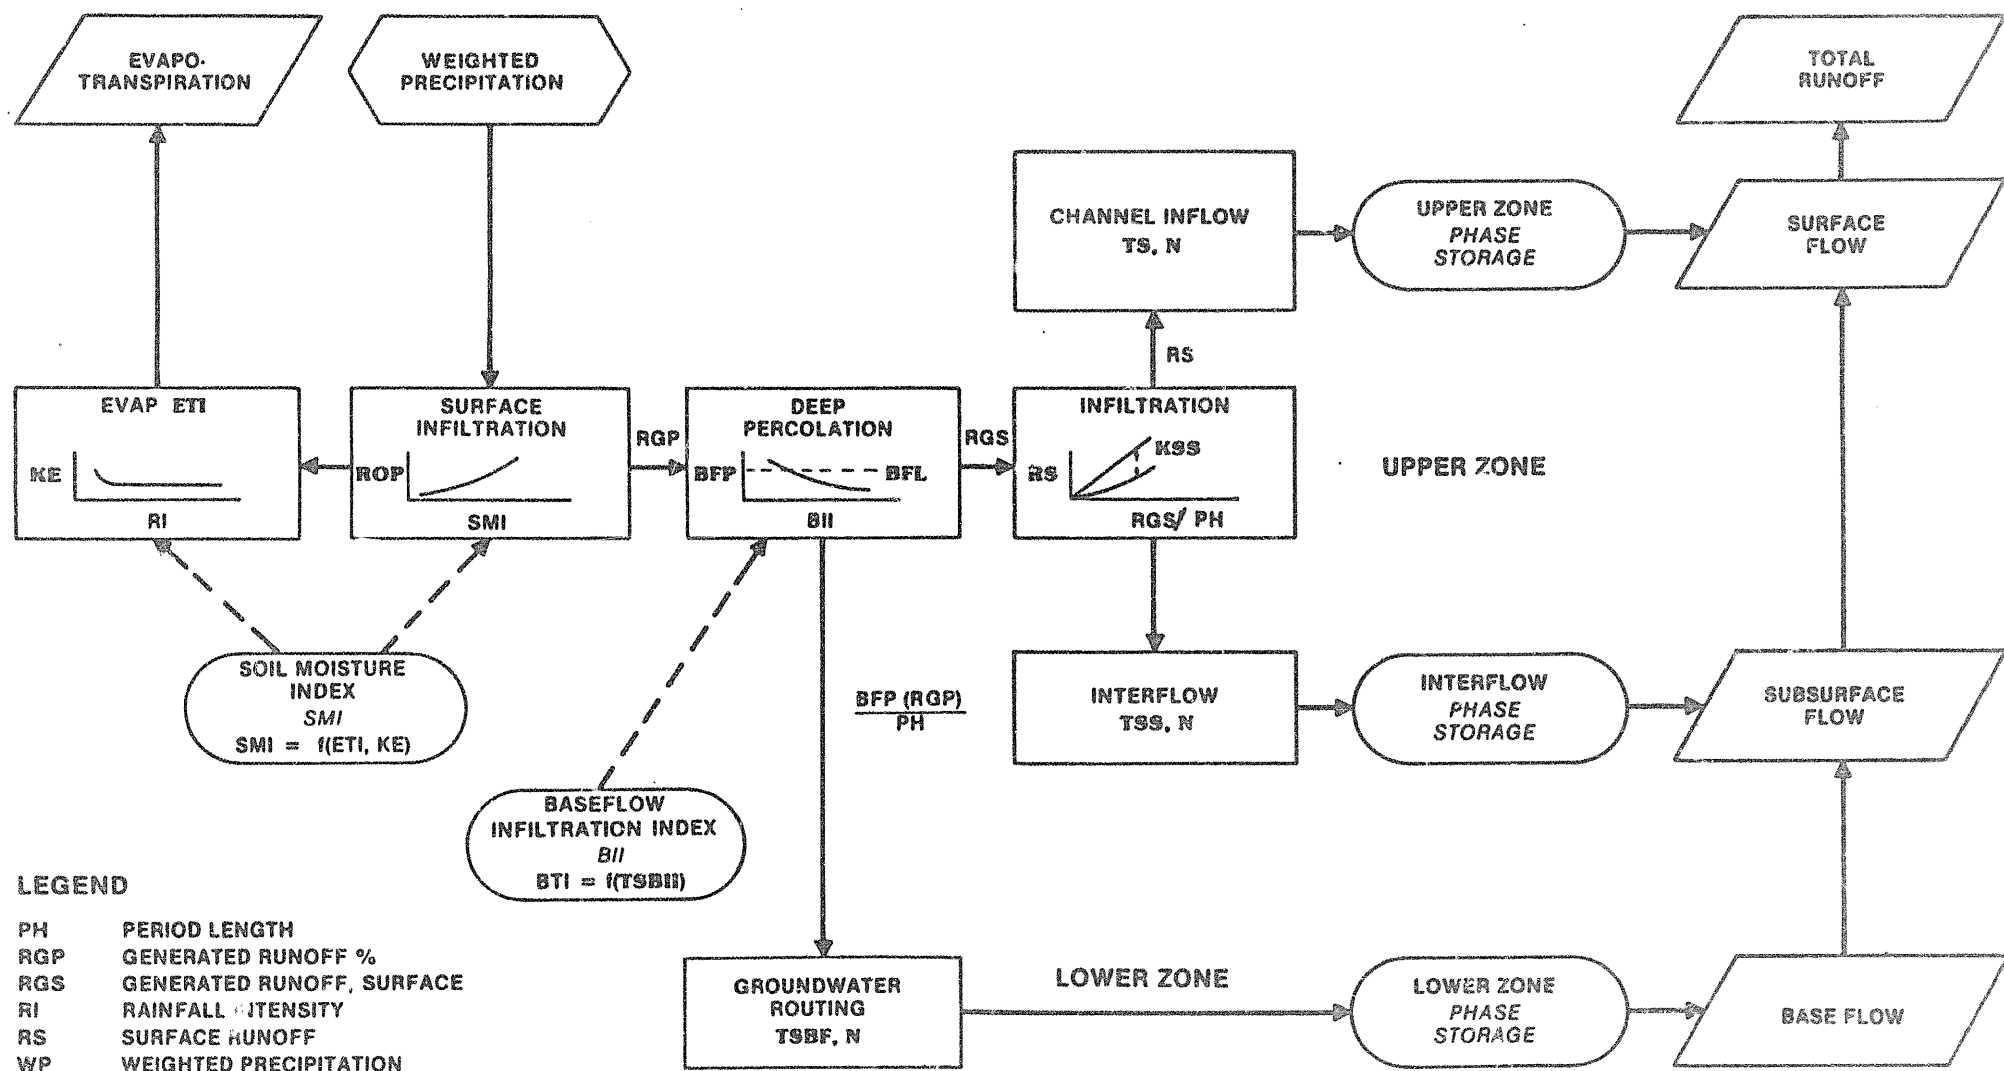 EVAPO-
TRANSPIRATION
WEIGHTED
PRECIPITATION
TOTAL
RUNOFF
CHANNEL INFLOW
TS, N
UPPER ZONE
PHASE
STORAGE
SURFACE
FLOW
RS
EVAP ETI
KE
RI
SURFACE
INFILTRATION
ROP
SMI
RGP
DEEP
PERCOLATION
BFP
BFL
BII
RGS
INFILTRATION
KSS
RS
RGS/ PH
UPPER ZONE
SOIL MOISTURE
INDEX
SMI
SMI = f(ETI, KE)
BFP (RGP)
PH
INTERFLOW
TSS, N
INTERFLOW
PHASE
STORAGE
SUBSURFACE
FLOW
BASEFLOW
INFILTRATION INDEX
BII
BTI = f(TSBII)
GROUNDWATER
ROUTING
TSBF, N
LOWER ZONE
LOWER ZONE
PHASE
STORAGE
BASE FLOW
LEGEND
PH PERIOD LENGTH
RGP GENERATED RUNOFF %
RGS GENERATED RUNOFF, SURFACE
RI RAINFALL
RS SURFACE RUNOFF
WP WEIGHTED PRECIPITATION